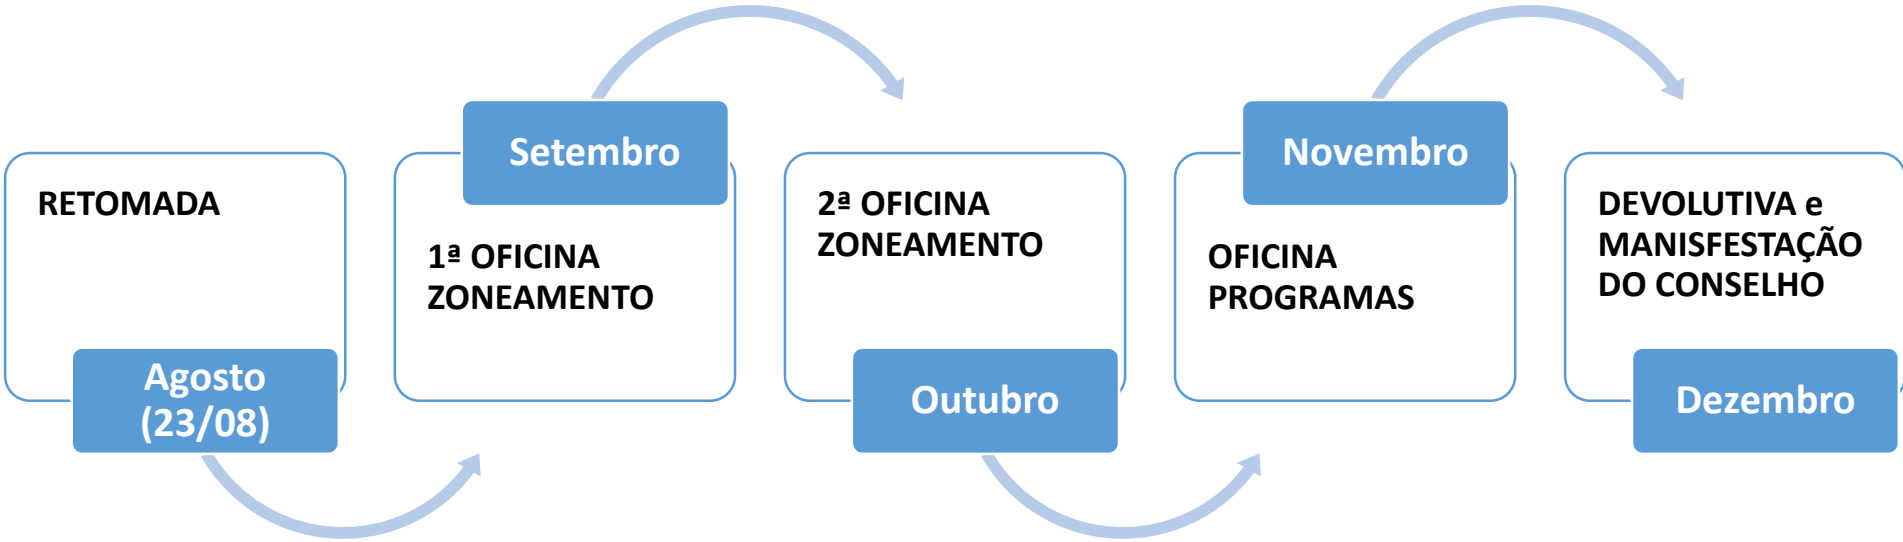 RETOMADA
Agosto
(23/08)
Setembro
1ª OFICINA
ZONEAMENTO
2ª OFICINA
ZONEAMENTO
Outubro
Novembro
OFICINA
PROGRAMAS
DEVOLUTIVA e
MANISFESTAÇÃO
DO CONSELHO
Dezembro